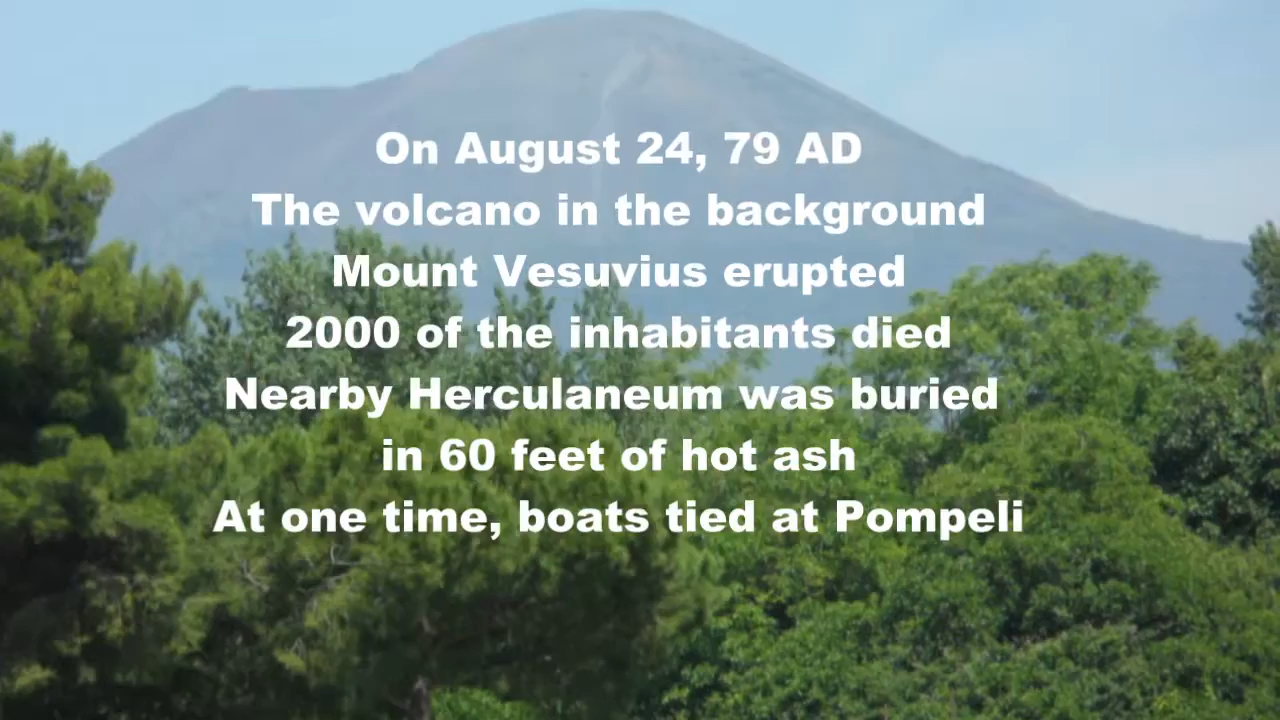 On August 24, 79 AD
The volcano in the background
Mount Vesuvius erupted
2000 of the inhabitants died
Nearby Herculaneum was buried
in 60 feet of hot ash
At one time, boats tied at Pompeli